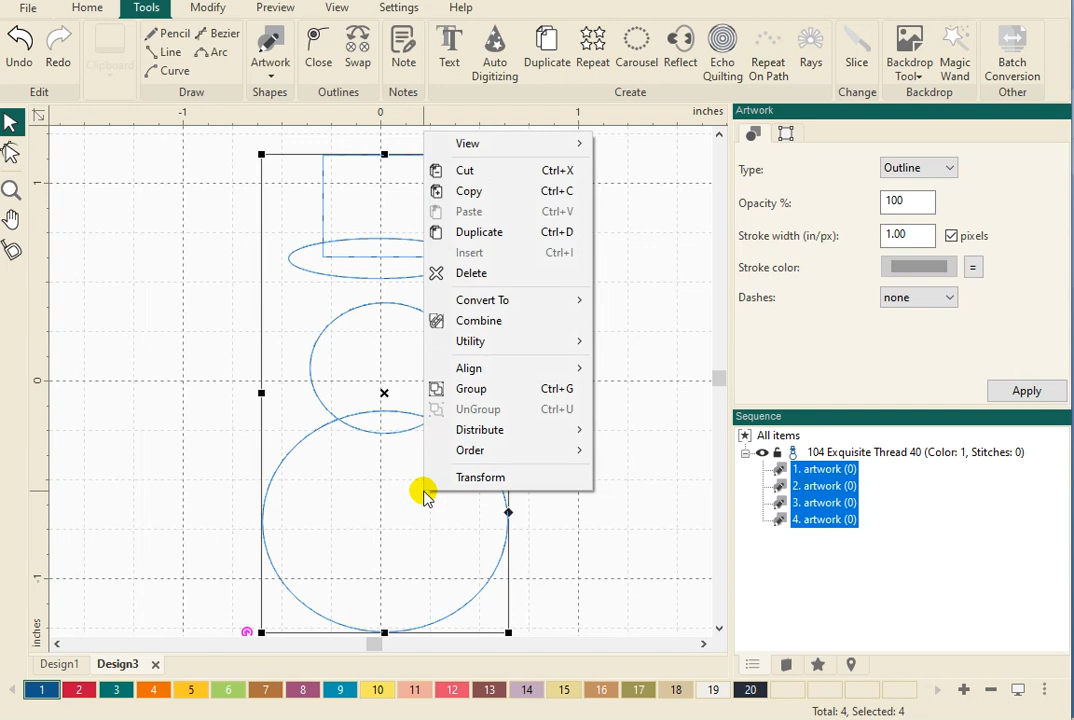 File Home Tools Modify Preview View Settings Help
Undo Redo Clipboard Pencil Bezier Line Arc Curve Artwork Close Swap Note Text Auto Digitizing Duplicate Repeat Carousel Reflect Echo Quilting Repeat On Path Rays Slice Backdrop Tool Magic Wand Batch Conversion
Edit Draw Shapes Outlines Notes Create Change Backdrop Other
-1 0 1 inches
1
0
-1
inches
View
Cut Ctrl+X
Copy Ctrl+C
Paste Ctrl+V
Duplicate Ctrl+D
Insert Ctrl+I
Delete
Convert To
Combine
Utility
Align
Group Ctrl+G
UnGroup Ctrl+U
Distribute
Order
Transform
Artwork
Type: Outline
Opacity %: 100
Stroke width (in/px): 1.00 pixels
Stroke color: =
Dashes: none
Apply
Sequence
All items
104 Exquisite Thread 40 (Color: 1, Stitches: 0)
1. artwork (0)
2. artwork (0)
3. artwork (0)
4. artwork (0)
Design1 Design3
1 2 3 4 5 6 7 8 9 10 11 12 13 14 15 16 17 18 19 20
Total: 4, Selected: 4